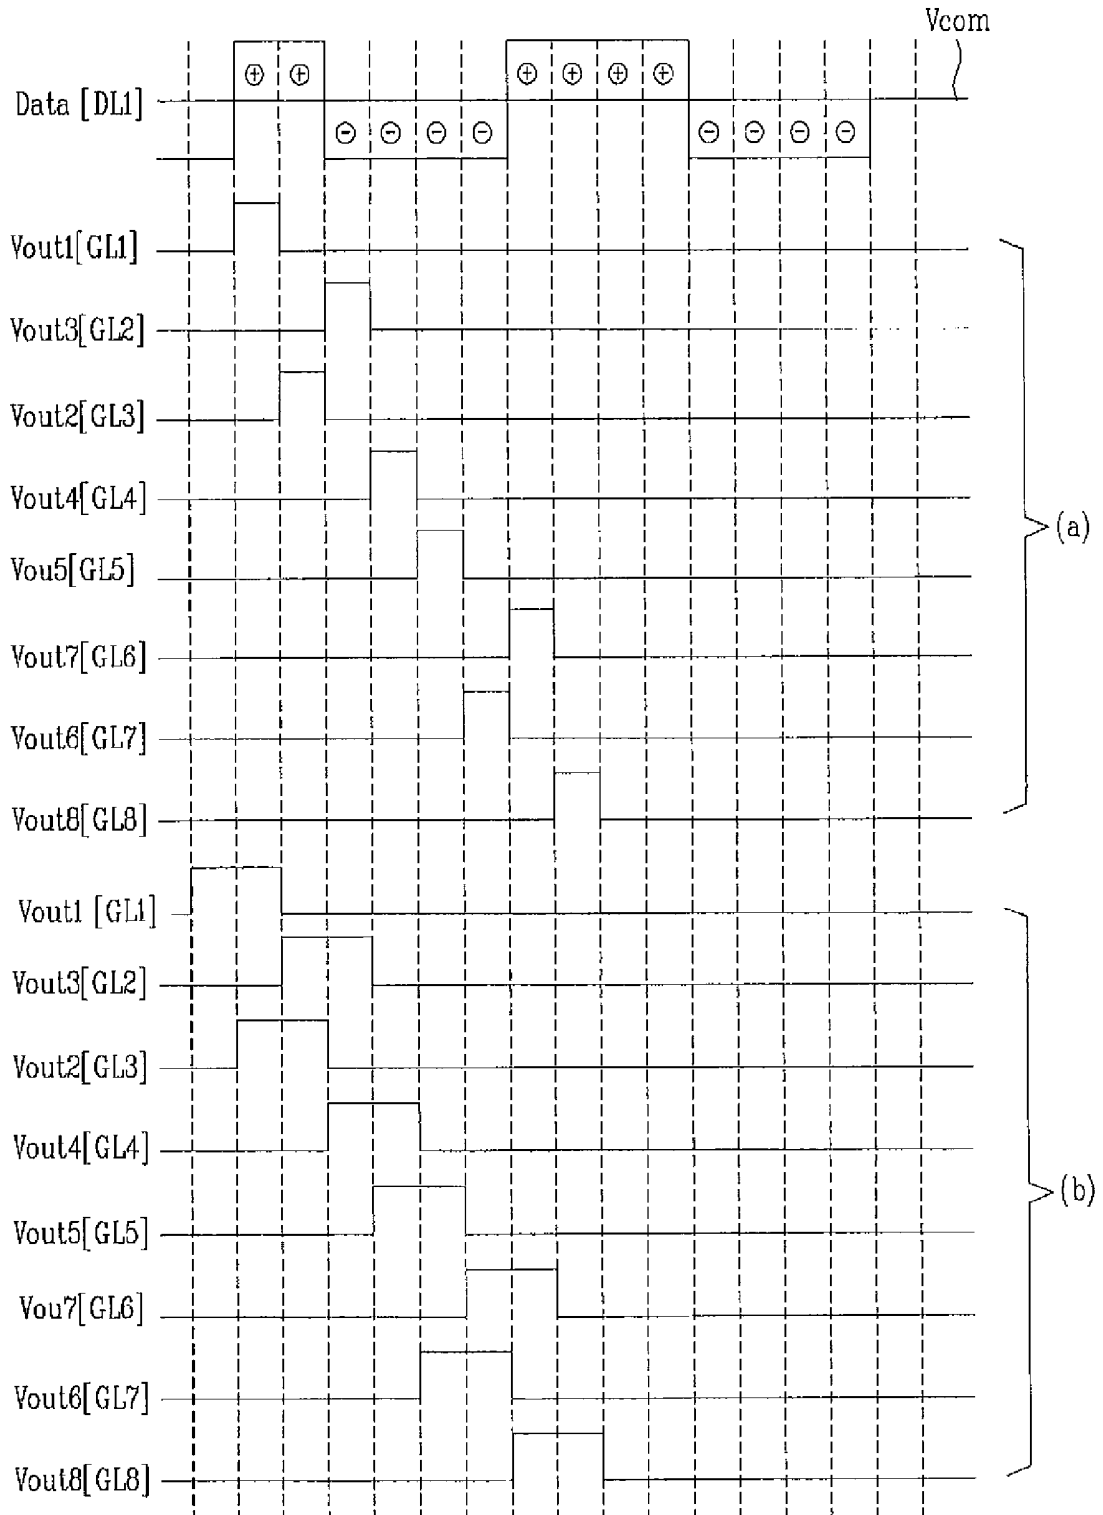 Vcom
⊕ ⊕ ⊕ ⊕ ⊕ ⊕
Data [DL1]
⊖ ⊖ ⊖ ⊖ ⊖ ⊖ ⊖ ⊖
Vout1[GL1]
Vout3[GL2]
Vout2[GL3]
Vout4[GL4]
(a)
Vou5[GL5]
Vout7[GL6]
Vout6[GL7]
Vout8[GL8]
Vout1 [GL1]
Vout3[GL2]
Vout2[GL3]
Vout4[GL4]
(b)
Vout5[GL5]
Vou7[GL6]
Vout6[GL7]
Vout8[GL8]